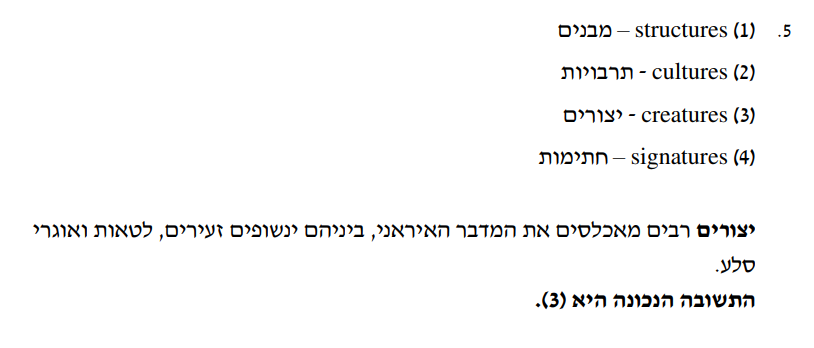 5. (1) structures – מבנים
(2) cultures - תרבויות
(3) creatures - יצורים
(4) signatures – חתימות
יצורים רבים מאכלסים את המדבר האיראני, ביניהם ינשופים זעירים, לטאות ואוגרי
סלע.
התשובה הנכונה היא (3).